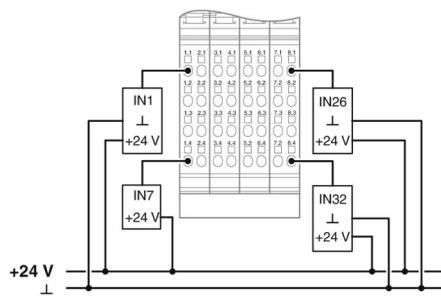 1.1 2.1 3.1 4.1 5.1 6.1 7.1 8.1
1.2 2.2 3.2 4.2 5.2 6.2 7.2 8.2
IN1
⊥
+24 V
IN26
⊥
+24 V
1.3 2.3 3.3 4.3 5.3 6.3 7.3 8.3
1.4 2.4 3.4 4.4 5.4 6.4 7.4 8.4
IN7
+24 V
IN32
⊥
+24 V
+24 V
⊥